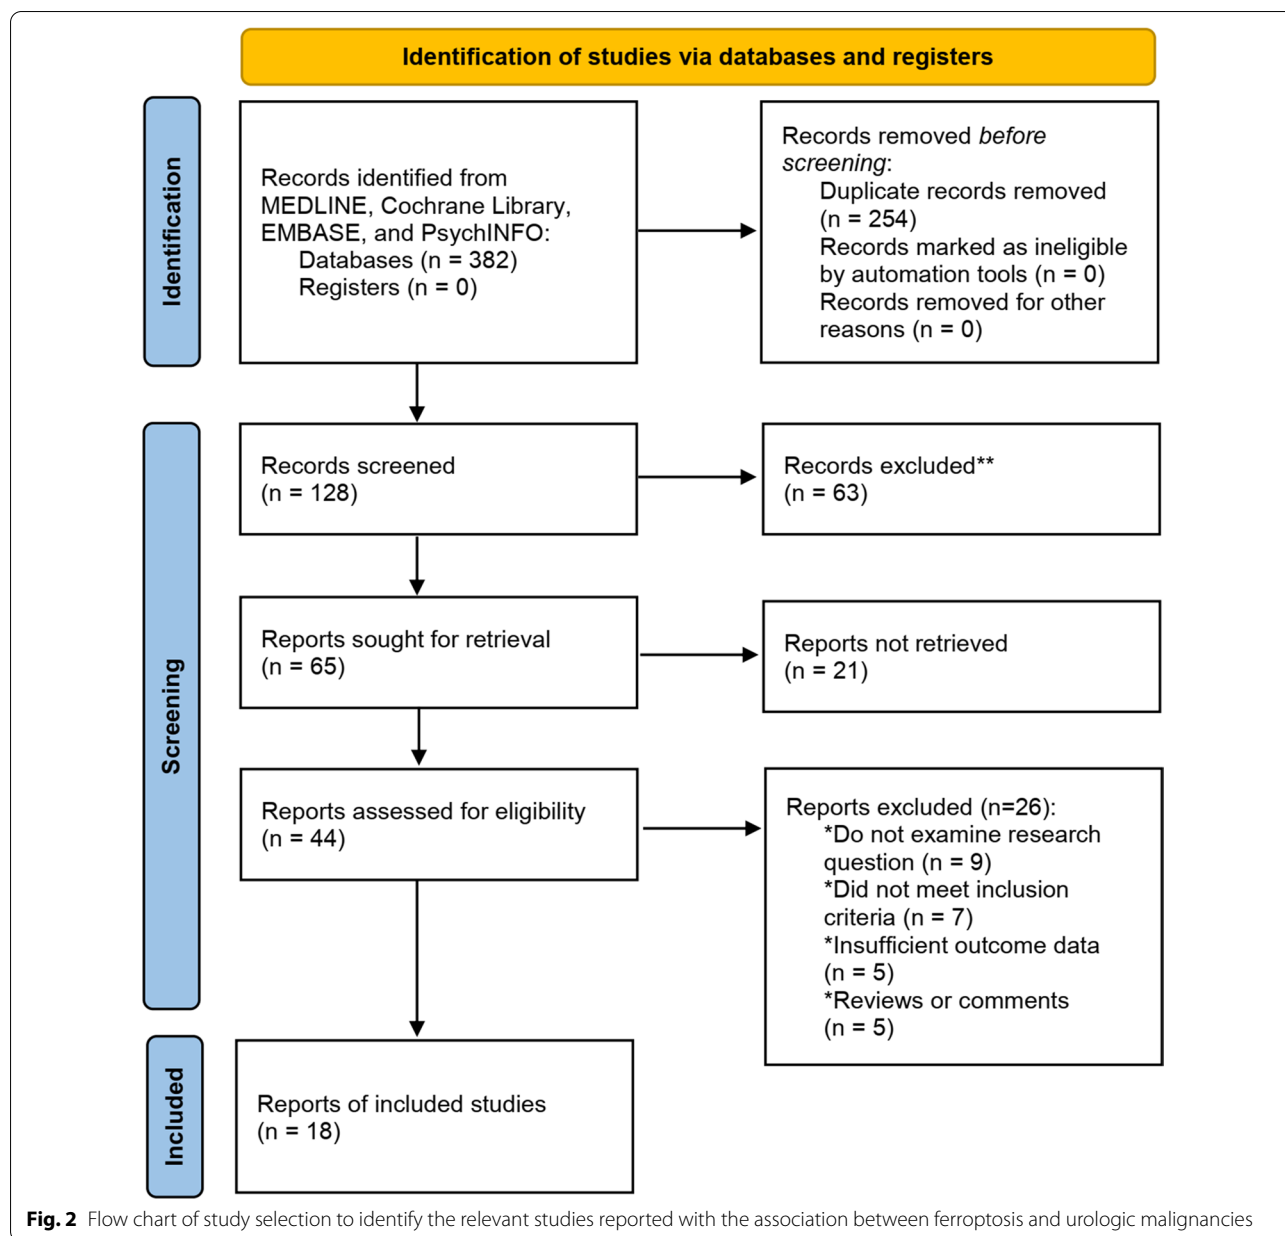 Identification of studies via databases and registers
Identification
Records identified from
MEDLINE, Cochrane Library,
EMBASE, and PsychINFO:
Databases (n = 382)
Registers (n = 0)
Records removed before
screening:
Duplicate records removed
(n = 254)
Records marked as ineligible
by automation tools (n = 0)
Records removed for other
reasons (n = 0)
Screening
Records screened
(n = 128)
Records excluded**
(n = 63)
Reports sought for retrieval
(n = 65)
Reports not retrieved
(n = 21)
Reports assessed for eligibility
(n = 44)
Reports excluded (n=26):
*Do not examine research
question (n = 9)
*Did not meet inclusion
criteria (n = 7)
*Insufficient outcome data
(n = 5)
*Reviews or comments
(n = 5)
Included
Reports of included studies
(n = 18)
Fig. 2 Flow chart of study selection to identify the relevant studies reported with the association between ferroptosis and urologic malignancies